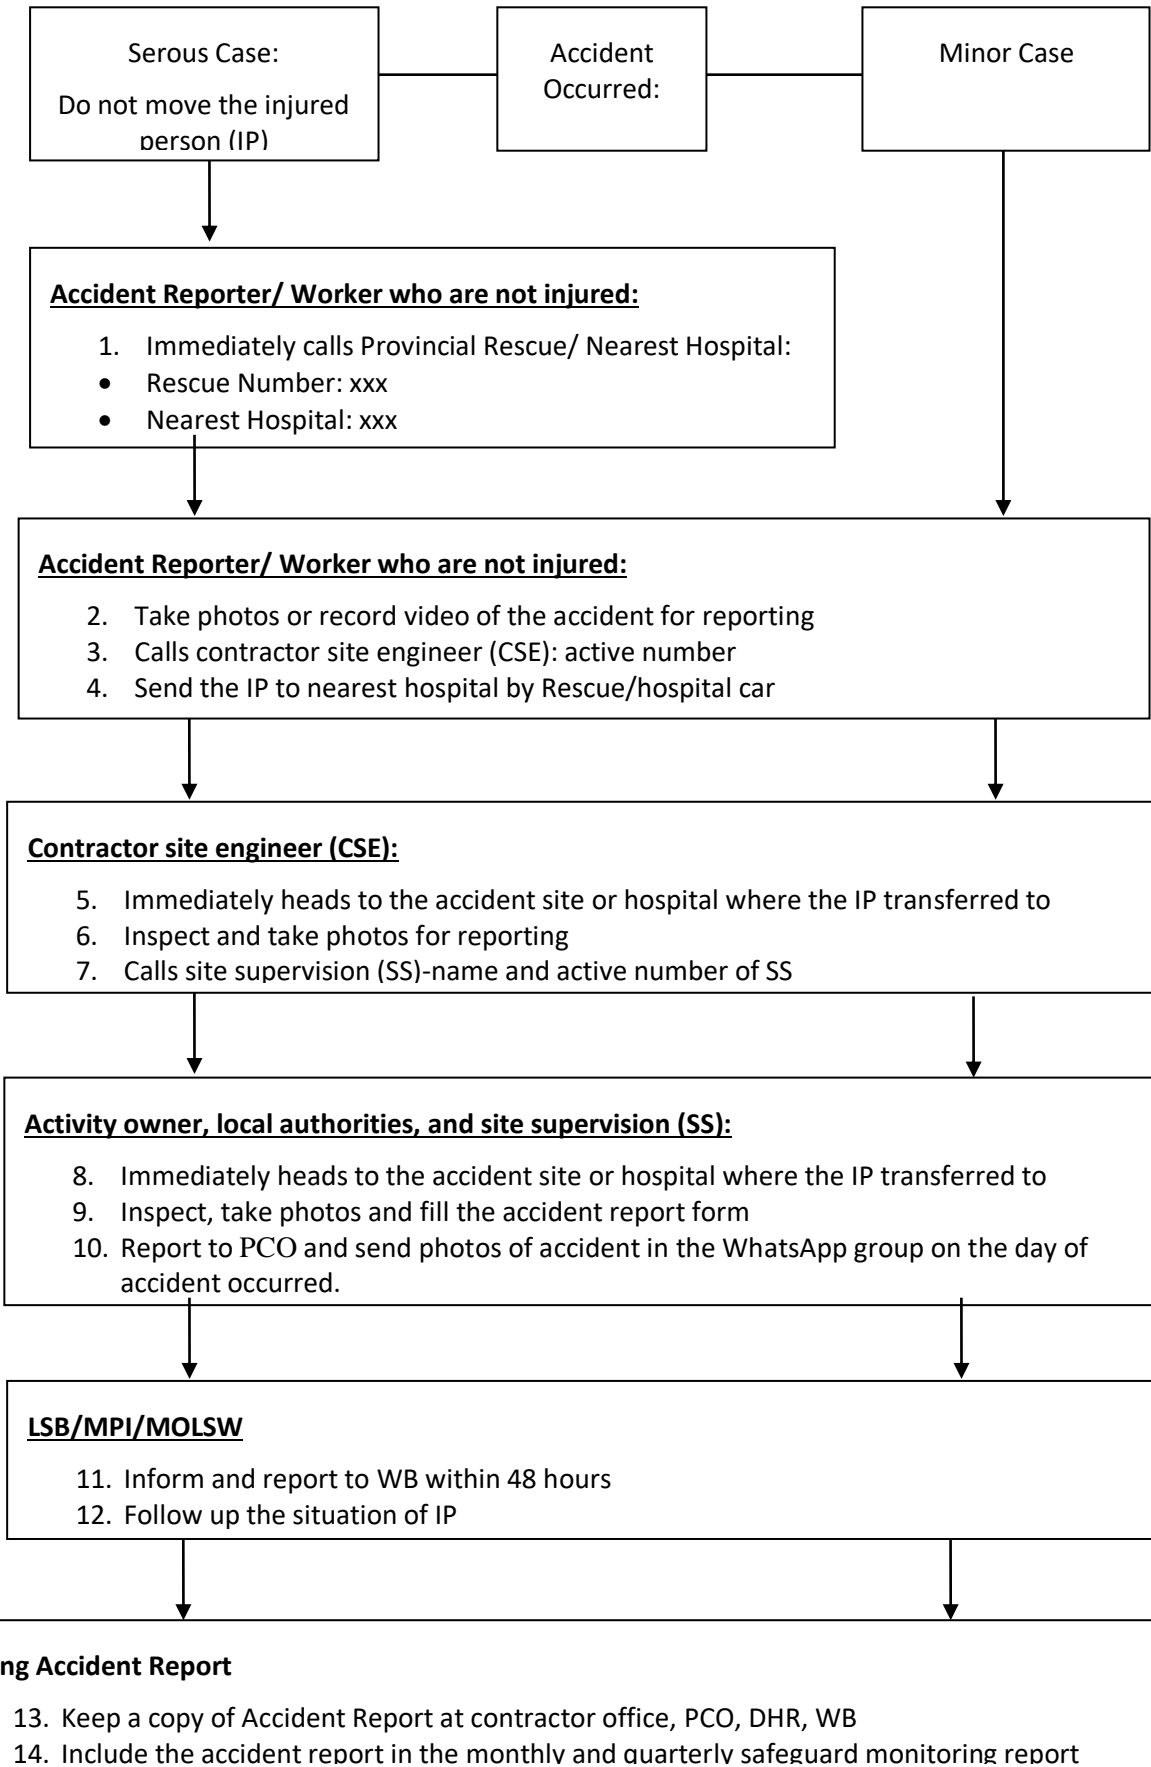 Serous Case:
Do not move the injured
person (IP)
Accident
Occurred:
Minor Case
Accident Reporter/ Worker who are not injured:
1. Immediately calls Provincial Rescue/ Nearest Hospital:
• Rescue Number: xxx
• Nearest Hospital: xxx
Accident Reporter/ Worker who are not injured:
2. Take photos or record video of the accident for reporting
3. Calls contractor site engineer (CSE): active number
4. Send the IP to nearest hospital by Rescue/hospital car
Contractor site engineer (CSE):
5. Immediately heads to the accident site or hospital where the IP transferred to
6. Inspect and take photos for reporting
7. Calls site supervision (SS)-name and active number of SS
Activity owner, local authorities, and site supervision (SS):
8. Immediately heads to the accident site or hospital where the IP transferred to
9. Inspect, take photos and fill the accident report form
10. Report to PCO and send photos of accident in the WhatsApp group on the day of
accident occurred.
LSB/MPI/MOLSW
11. Inform and report to WB within 48 hours
12. Follow up the situation of IP
ng Accident Report
13. Keep a copy of Accident Report at contractor office, PCO, DHR, WB
14. Include the accident report in the monthly and quarterly safeguard monitoring report